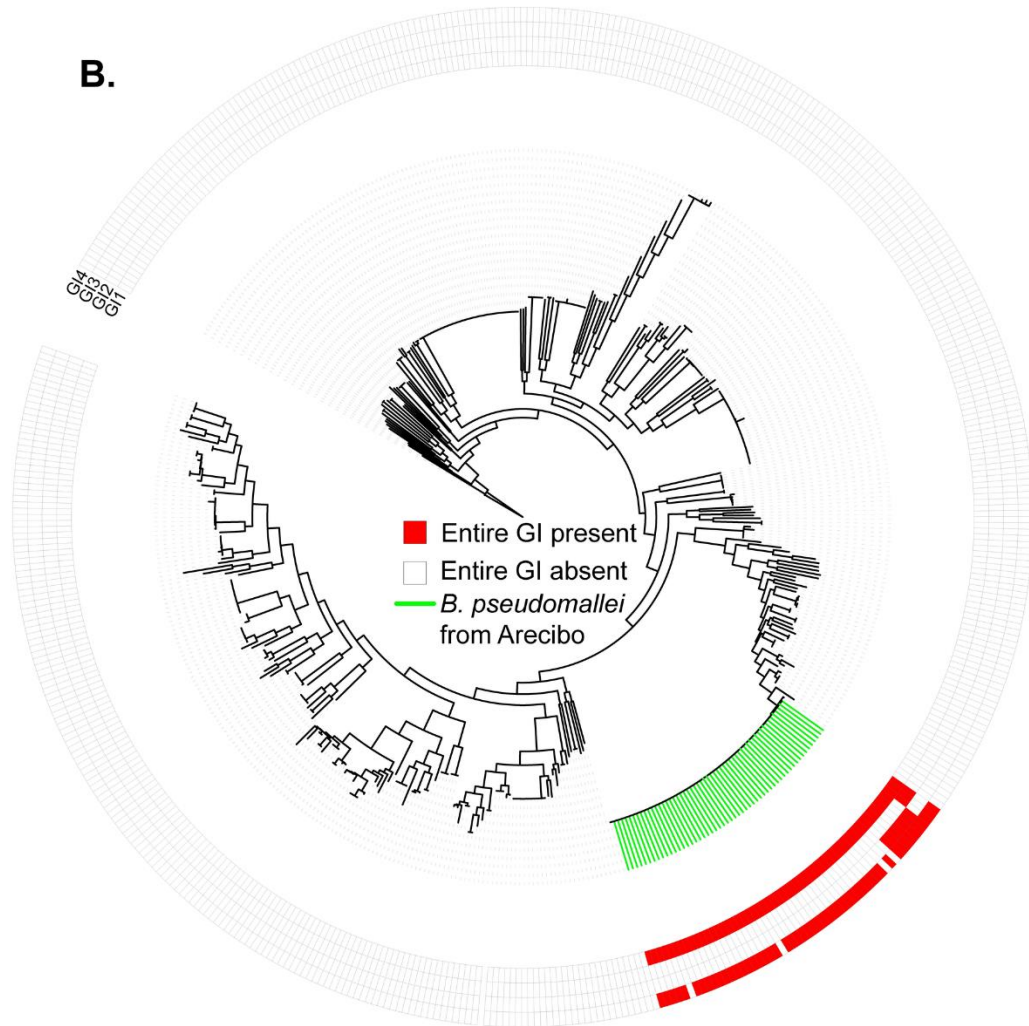 B.
GI4
GI3
GI2
GI1
Entire GI present
Entire GI absent
B. pseudomallei
from Arecibo